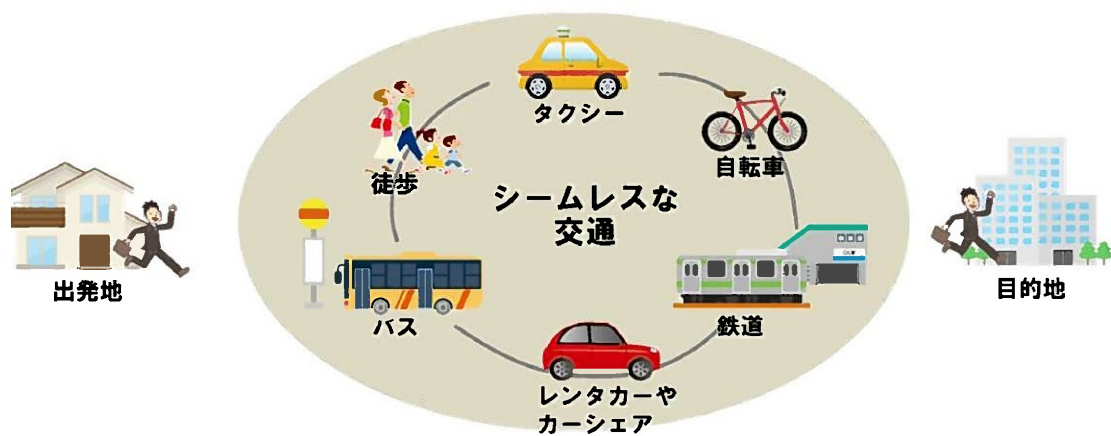 タクシー
自転車
徒歩
シームレスな
交通
出発地
目的地
バス
鉄道
レンタカーや
カーシェア